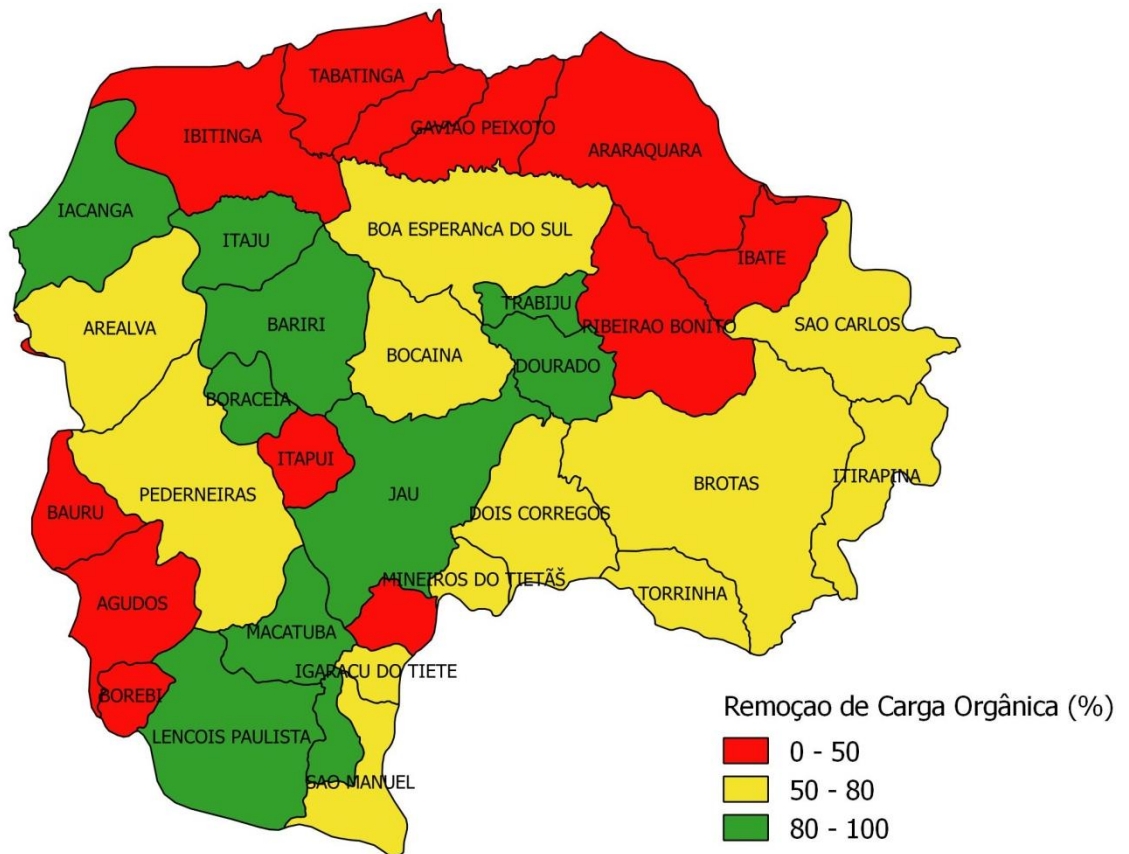 TABATINGA
GAVIAO PEIXOTO
IBITINGA
ARARAQUARA
IACANGA
BOA ESPERANcA DO SUL
ITAJU
IBATE
TRABIJU
BARIRI
AREALVA
RIBEIRAO BONITO
SAO CARLOS
BOCAINA
DOURADO
BORACEIA
ITAPUI
ITIRAPINA
BROTAS
PEDERNEIRAS
JAU
BAURU
DOIS CORREGOS
MINEIROS DO TIETÃŠ
TORRINHA
AGUDOS
MACATUBA
IGARACU DO TIETE
BOREBI
LENCOIS PAULISTA
SAO MANUEL
Remoçao de Carga Orgânica (%)
0 - 50
50 - 80
80 - 100